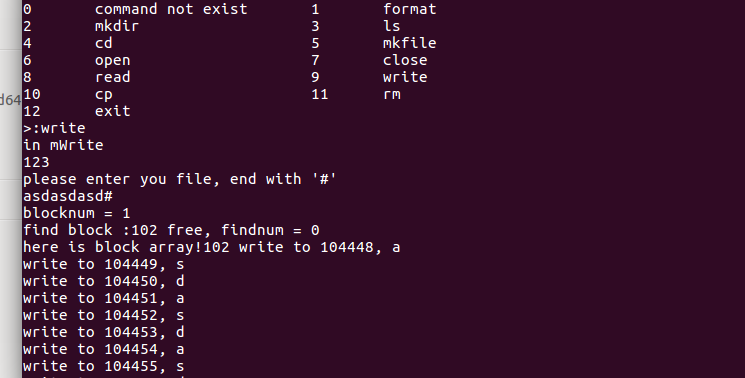 0 command not exist 1 format
2 mkdir 3 ls
4 cd 5 mkfile
6 open 7 close
8 read 9 write
10 cp 11 rm
12 exit
>:write
in mWrite
123
please enter you file, end with '#'
asdasdasd#
blocknum = 1
find block :102 free, findnum = 0
here is block array!102 write to 104448, a
write to 104449, s
write to 104450, d
write to 104451, a
write to 104452, s
write to 104453, d
write to 104454, a
write to 104455, s
d64